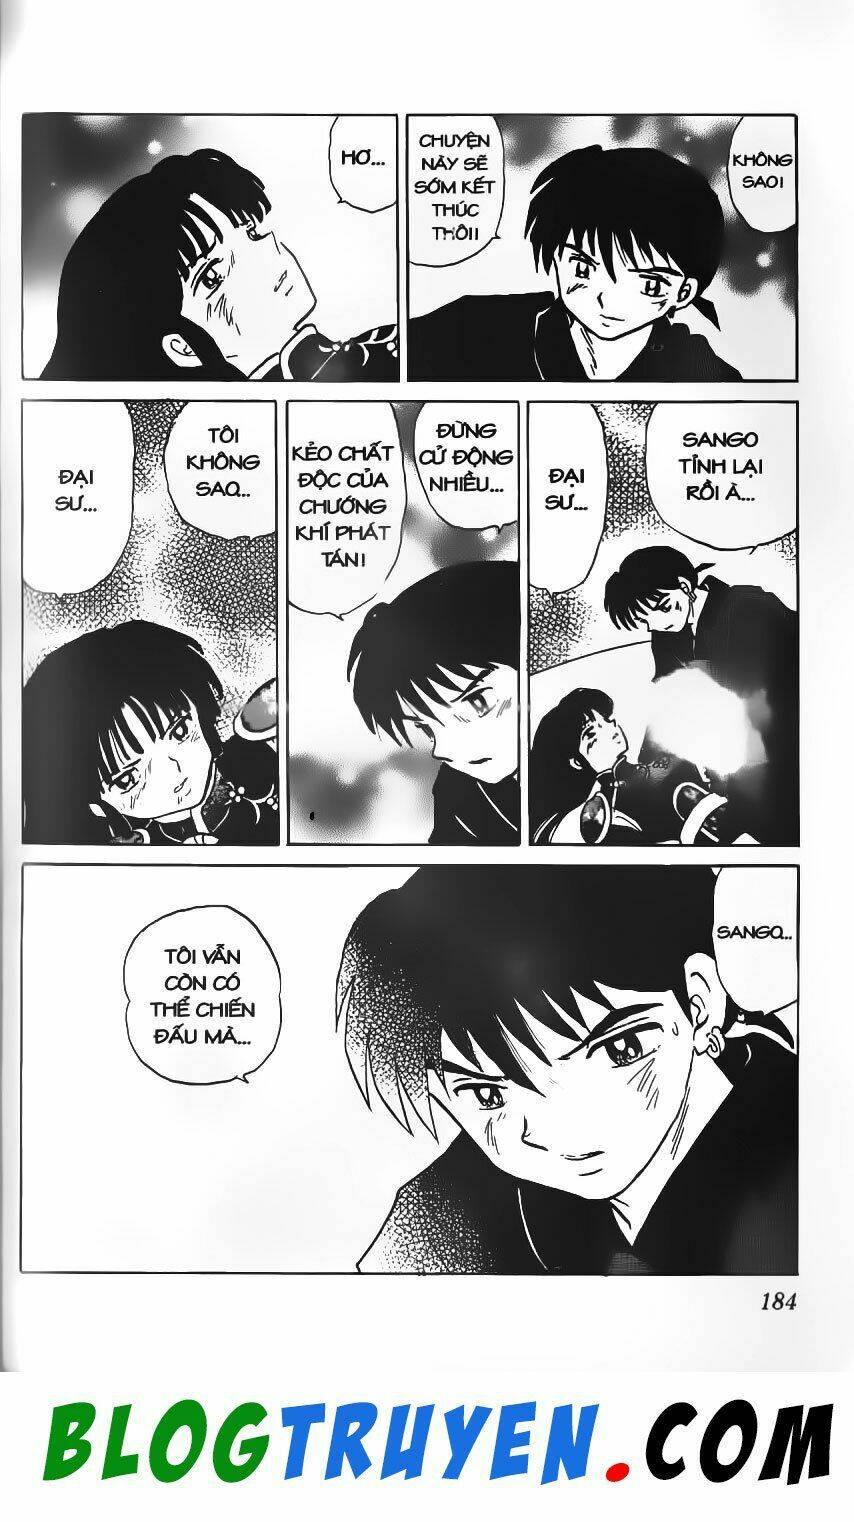 KHÔNG
SAO!
CHUYỆN
NÀY SẼ
SỚM KẾT
THÚC
THÔI!
HƠ...
SANGO
TỈNH LẠI
RỒI À...
ĐẠI
SƯ...
ĐỪNG
CỬ ĐỘNG
NHIỀU...
KẺO CHẤT
ĐỘC CỦA
CHƯỚNG
KHÍ PHÁT
TÁN!
TÔI
KHÔNG
SAO...
ĐẠI
SƯ...
SANGO...
TÔI VẪN
CÒN CÓ
THỂ CHIẾN
ĐẤU MÀ...
184
BLOGTRUYEN.COM